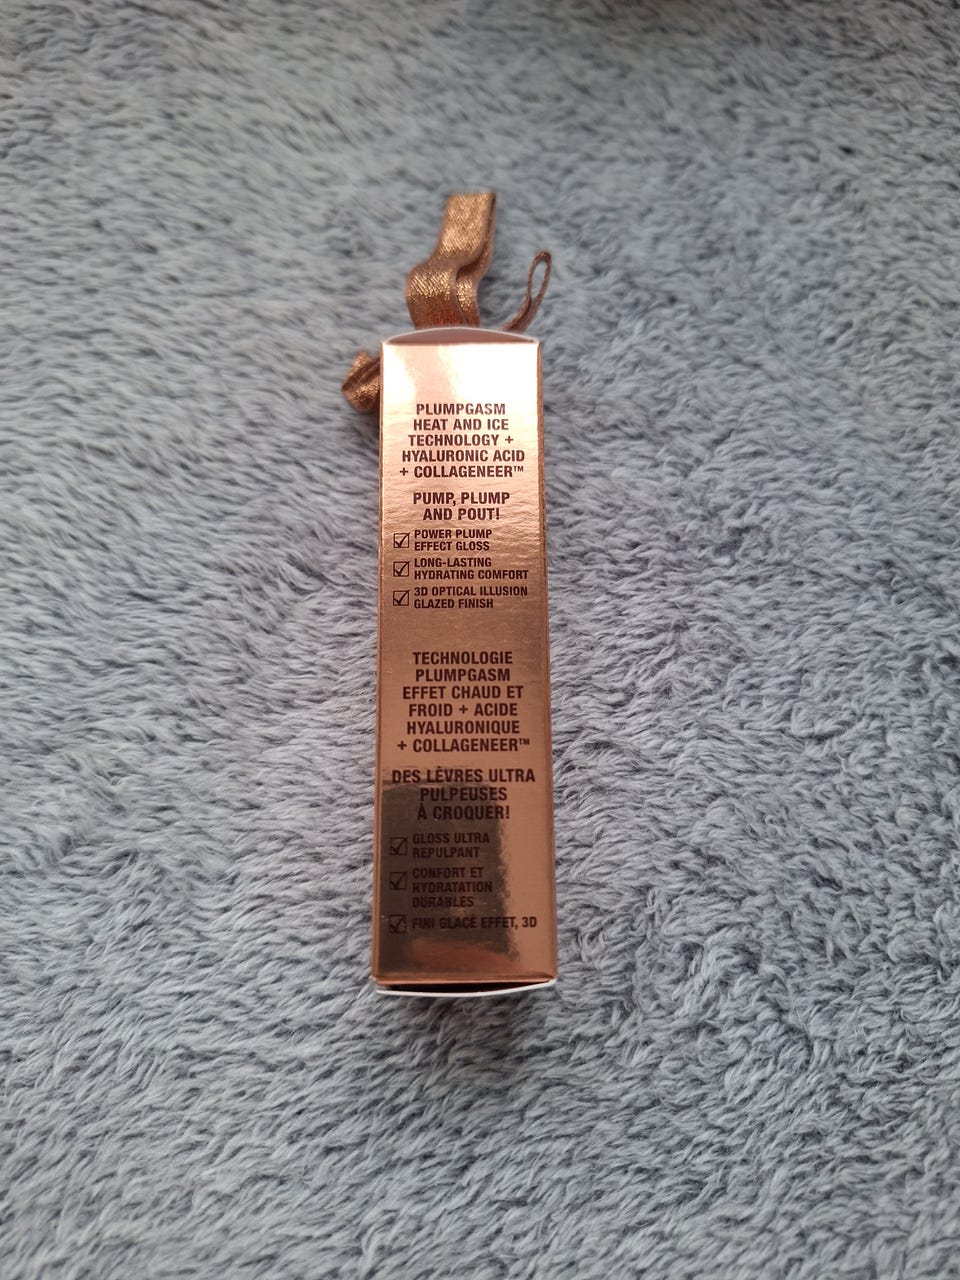 PLUMPGASM
HEAT AND ICE
TECHNOLOGY +
HYALURONIC ACID
+ COLLAGENEER™
PUMP, PLUMP
AND POUT!
POWER PLUMP
EFFECT GLOSS
LONG-LASTING
HYDRATING COMFORT
3D OPTICAL ILLUSION
GLAZED FINISH
TECHNOLOGIE
PLUMPGASM
EFFET CHAUD ET
FROID + ACIDE
HYALURONIQUE
+ COLLAGENEER™
DES LÈVRES ULTRA
PULPEUSES
À CROQUER!
GLOSS ULTRA
REPULPANT
CONFORT ET
HYDRATATION
DURABLES
FINI GLACÉ EFFET, 3D